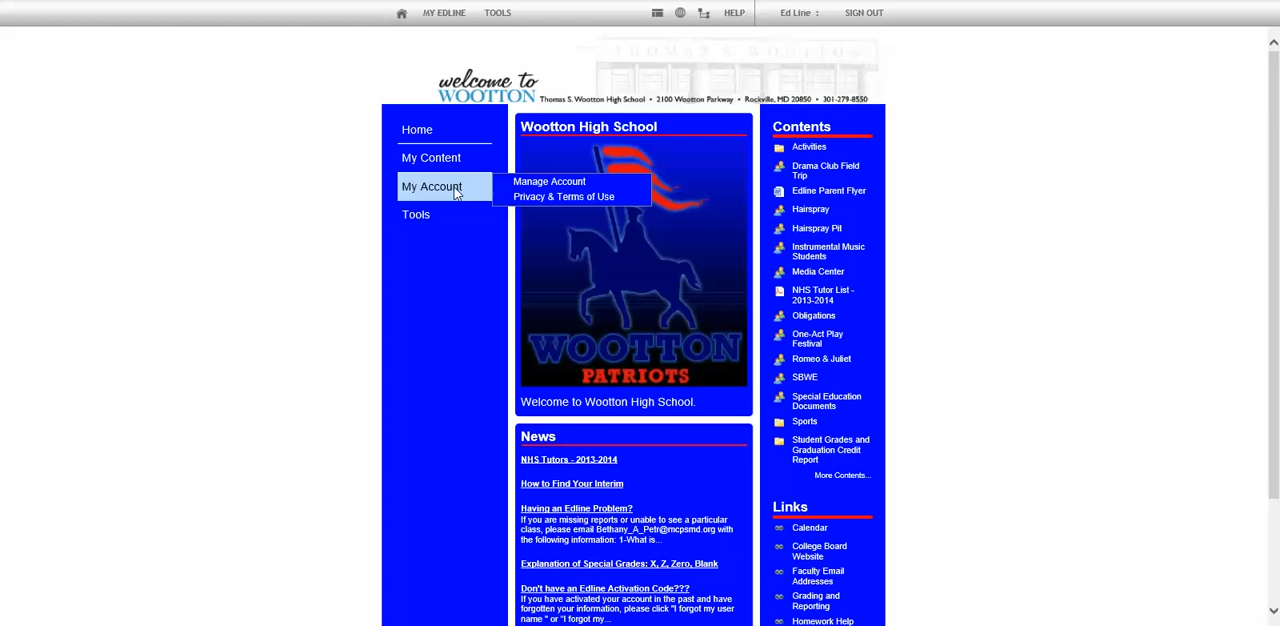 MY EDLINE TOOLS HELP Ed Line : SIGN OUT
THOMAS S. WOOTTON
welcome to
WOOTTON Thomas S. Wootton High School • 2100 Wootton Parkway • Rockville, MD 20850 • 301-279-8550
Home
My Content
My Account
Tools
Manage Account
Privacy & Terms of Use
Wootton High School
WOOTTON
PATRIOTS
Welcome to Wootton High School.
News
NHS Tutors - 2013-2014
How to Find Your Interim
Having an Edline Problem?
If you are missing reports or unable to see a particular
class, please email Bethany_A_Petr@mcpsmd.org with
the following information: 1-What is...
Explanation of Special Grades: X, Z, Zero, Blank
Don't have an Edline Activation Code???
If you have activated your account in the past and have
forgotten your information, please click "I forgot my user
name " or "I forgot my...
Contents
Activities
Drama Club Field
Trip
Edline Parent Flyer
Hairspray
Hairspray Pit
Instrumental Music
Students
Media Center
NHS Tutor List -
2013-2014
Obligations
One-Act Play
Festival
Romeo & Juliet
SBWE
Special Education
Documents
Sports
Student Grades and
Graduation Credit
Report
More Contents...
Links
Calendar
College Board
Website
Faculty Email
Addresses
Grading and
Reporting
Homework Help